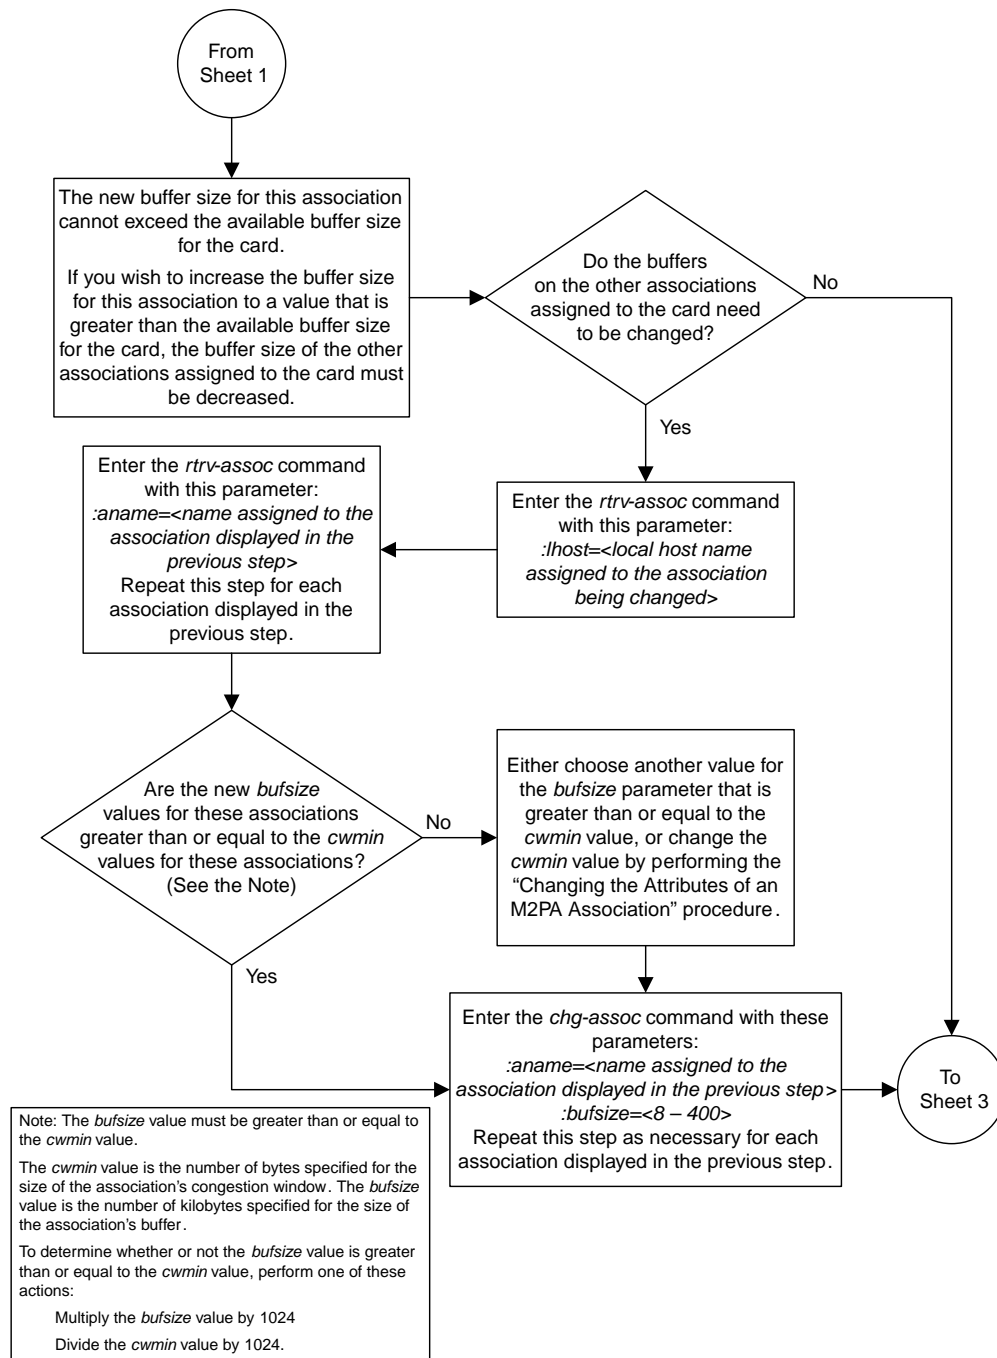 From
Sheet 1
The new buffer size for this association
cannot exceed the available buffer size
for the card.
If you wish to increase the buffer size
for this association to a value that is
greater than the available buffer size
for the card, the buffer size of the other
associations assigned to the card must
be decreased.
Do the buffers
on the other associations
assigned to the card need
to be changed?
No
Yes
Enter the rtrv-assoc command
with this parameter:
:lhost=<local host name
assigned to the association
being changed>
Enter the rtrv-assoc command
with this parameter:
:aname=<name assigned to the
association displayed in the
previous step>
Repeat this step for each
association displayed in the
previous step.
Are the new bufsize
values for these associations
greater than or equal to the cwmin
values for these associations?
(See the Note)
No
Yes
Either choose another value for
the bufsize parameter that is
greater than or equal to the
cwmin value, or change the
cwmin value by performing the
“Changing the Attributes of an
M2PA Association” procedure.
Enter the chg-assoc command with these
parameters:
:aname=<name assigned to the
association displayed in the previous step>
:bufsize=<8 – 400>
Repeat this step as necessary for each
association displayed in the previous step.
To
Sheet 3
Note: The bufsize value must be greater than or equal to
the cwmin value.
The cwmin value is the number of bytes specified for the
size of the association’s congestion window. The bufsize
value is the number of kilobytes specified for the size of
the association’s buffer.
To determine whether or not the bufsize value is greater
than or equal to the cwmin value, perform one of these
actions:
Multiply the bufsize value by 1024
Divide the cwmin value by 1024.